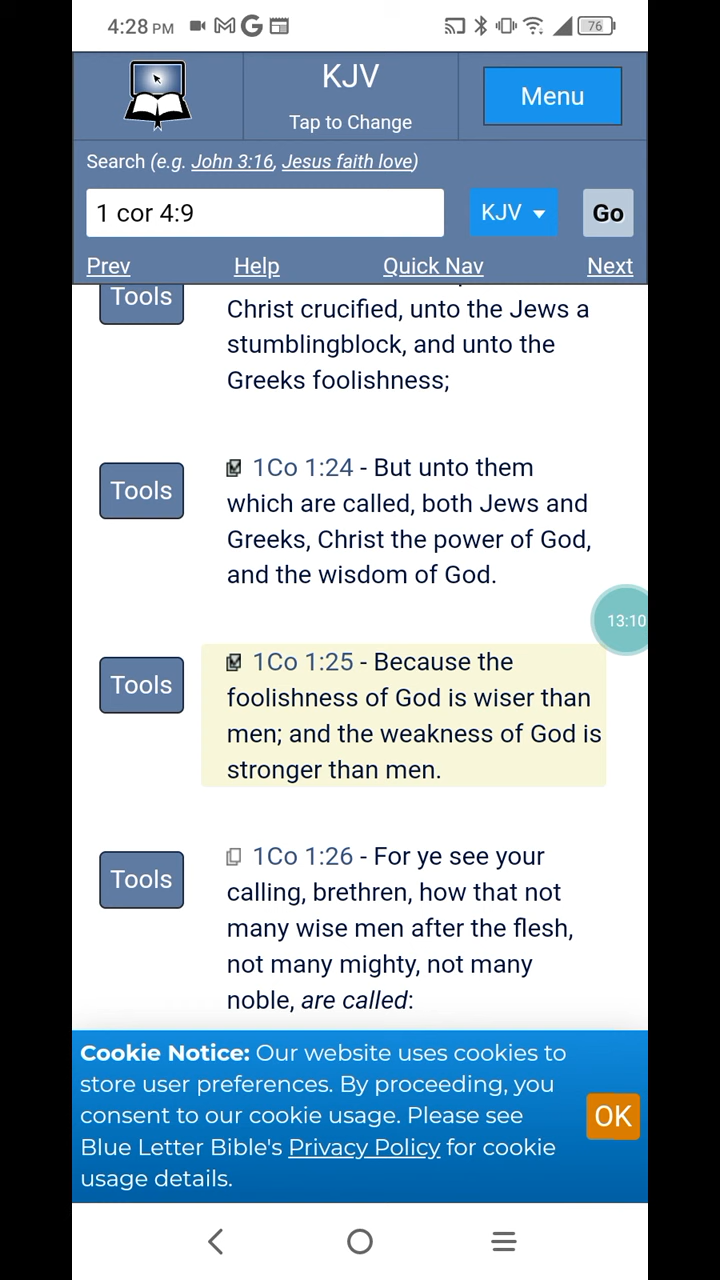 4:28 PM
76
KJV
Tap to Change
Menu
Search (e.g. John 3:16, Jesus faith love)
1 cor 4:9
KJV
Go
Prev
Help
Quick Nav
Next
Tools
Christ crucified, unto the Jews a
stumblingblock, and unto the
Greeks foolishness;
Tools
1Co 1:24 - But unto them
which are called, both Jews and
Greeks, Christ the power of God,
and the wisdom of God.
13:10
Tools
1Co 1:25 - Because the
foolishness of God is wiser than
men; and the weakness of God is
stronger than men.
Tools
1Co 1:26 - For ye see your
calling, brethren, how that not
many wise men after the flesh,
not many mighty, not many
noble, are called:
Cookie Notice: Our website uses cookies to
store user preferences. By proceeding, you
consent to our cookie usage. Please see
Blue Letter Bible's Privacy Policy for cookie
usage details.
OK